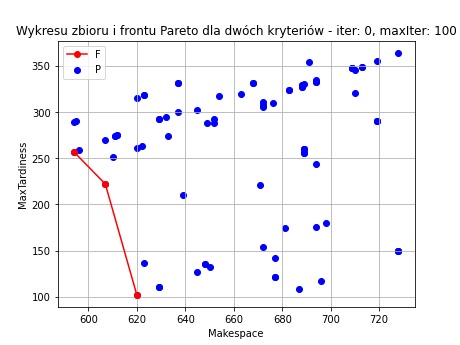 Wykresu zbioru i frontu Pareto dla dwóch kryteriów - iter: 0, maxIter: 100
F
P
350
300
250
200
150
100
MaxTardiness
600 620 640 660 680 700 720
Makespace